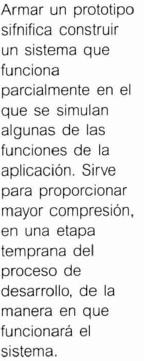 Armar un prototipo
sifnifica construir
un sistema que
funciona
parcialmente en el
que se simulan
algunas de las
funciones de la
aplicación. Sirve
para proporcionar
mayor compresión,
en una etapa
temprana del
proceso de
desarrollo, de la
manera en que
funcionará el
sistema.